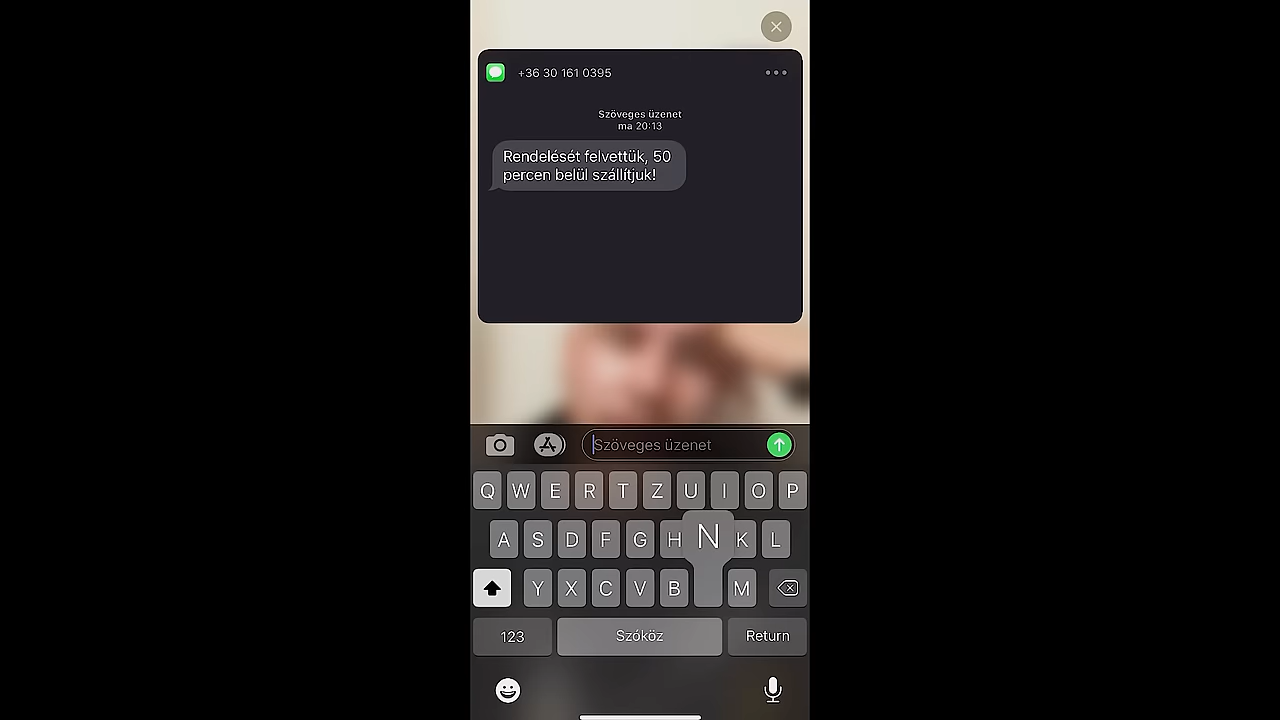 +36 30 161 0395
Szöveges üzenet
ma 20:13
Rendelését felvettük, 50
percen belül szállítjuk!
Szöveges üzenet
Q W E R T Z U I O P
A S D F G H K L
Y X C V B N M
123 Szóköz Return